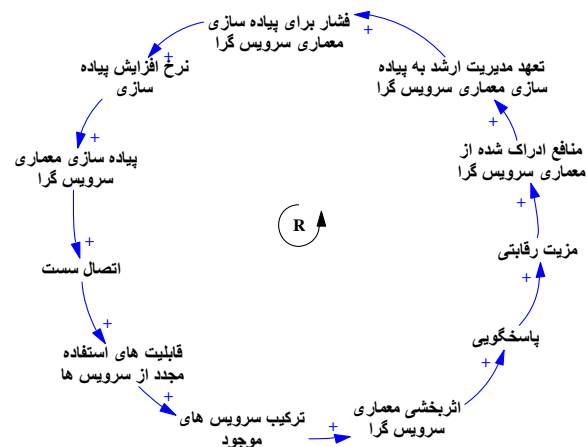 فشار برای پیاده سازی
معماری سرویس گرا
+
نرخ افزایش پیاده
سازی
+
پیاده سازی معماری
سرویس گرا
+
اتصال سست
+
قابلیت های استفاده
مجدد از سرویس ها
+
ترکیب سرویس های
موجود
+
اثربخشی معماری
سرویس گرا
+
پاسخگویی
+
مزیت رقابتی
+
منافع ادراک شده از
معماری سرویس گرا
+
تعهد مدیریت ارشد به پیاده
سازی معماری سرویس گرا
+
+
R